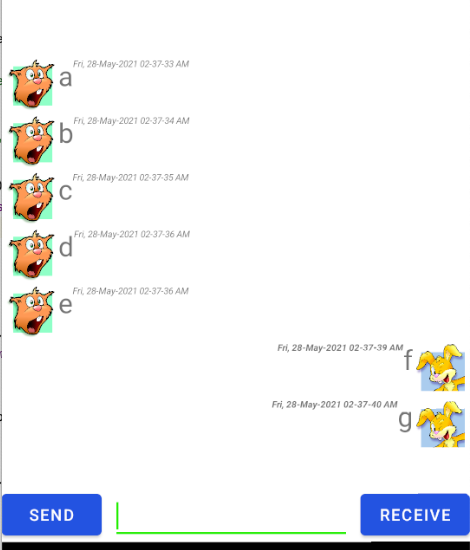 Fri, 28-May-2021 02-37-33 AM
a
Fri, 28-May-2021 02-37-34 AM
b
Fri, 28-May-2021 02-37-35 AM
c
Fri, 28-May-2021 02-37-36 AM
d
Fri, 28-May-2021 02-37-36 AM
e
Fri, 28-May-2021 02-37-39 AM
f
Fri, 28-May-2021 02-37-40 AM
g
SEND
RECEIVE